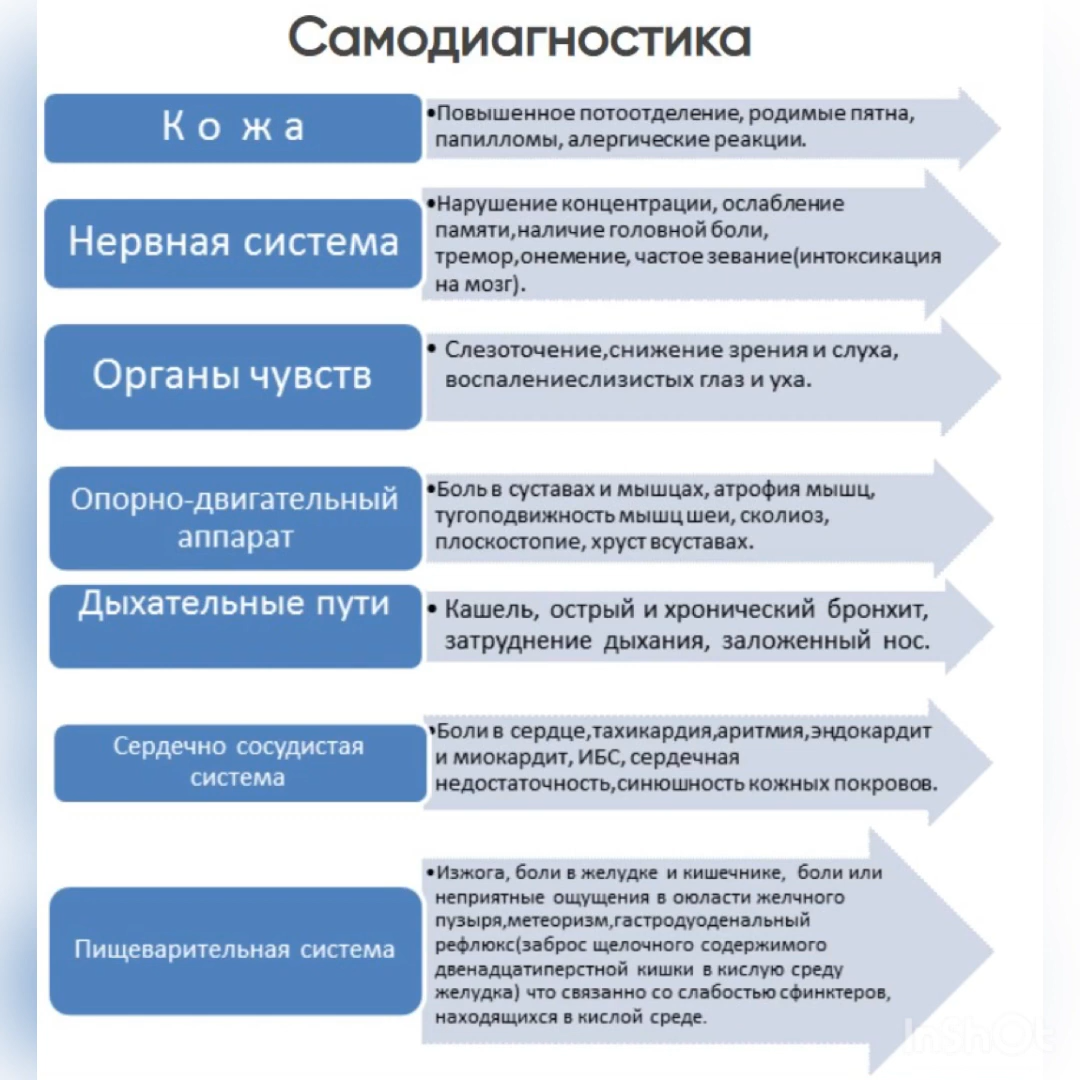 Самодиагностика
К о ж а
•Повышенное потоотделение, родимые пятна,
папилломы, алергические реакции.
Нервная система
•Нарушение концентрации, ослабление
памяти,наличие головной боли,
тремор,онемение, частое зевание(интоксикация
на мозг).
Органы чувств
• Слезоточение,снижение зрения и слуха,
воспалениеслизистых глаз и уха.
Опорно-двигательный
аппарат
•Боль в суставах и мышцах, атрофия мышц,
тугоподвижность мышц шеи, сколиоз,
плоскостопие, хруст всуставах.
Дыхательные пути
• Кашель, острый и хронический бронхит,
затруднение дыхания, заложенный нос.
Сердечно сосудистая
система
•Боли в сердце,тахикардия,аритмия,эндокардит
и миокардит, ИБС, сердечная
недостаточность,синюшность кожных покровов.
Пищеварительная система
•Изжога, боли в желудке и кишечнике, боли или
неприятные ощущения в оюласти желчного
пузыря,метеоризм,гастродуоденальный
рефлюкс(заброс щелочного содержимого
двенадцатиперстной кишки в кислую среду
желудка) что связанно со слабостью сфинктеров,
находящихся в кислой среде.
InShOt